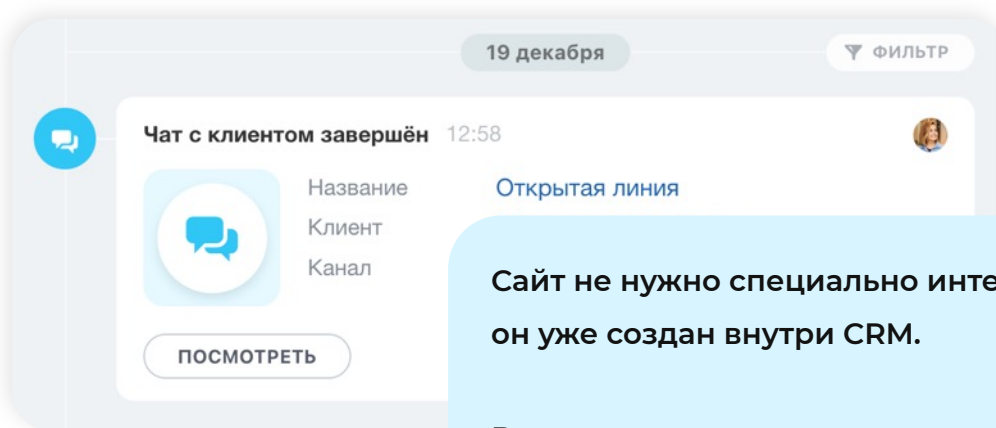 19 декабря
ФИЛЬТР
Чат с клиентом завершён 12:58
Название Открытая линия
Клиент
Канал
ПОСМОТРЕТЬ
Сайт не нужно специально
он уже создан внутри CRM.